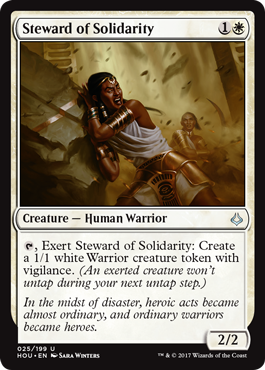 Steward of Solidarity 1
Creature — Human Warrior
, Exert Steward of Solidarity: Create
a 1/1 white Warrior creature token with
vigilance. (An exerted creature won't
untap during your next untap step.)
In the midst of disaster, heroic acts became
almost ordinary, and ordinary warriors
became heroes.
2/2
025/199 U
HOU • EN Sara Winters
™ & © 2017 Wizards of the Coast